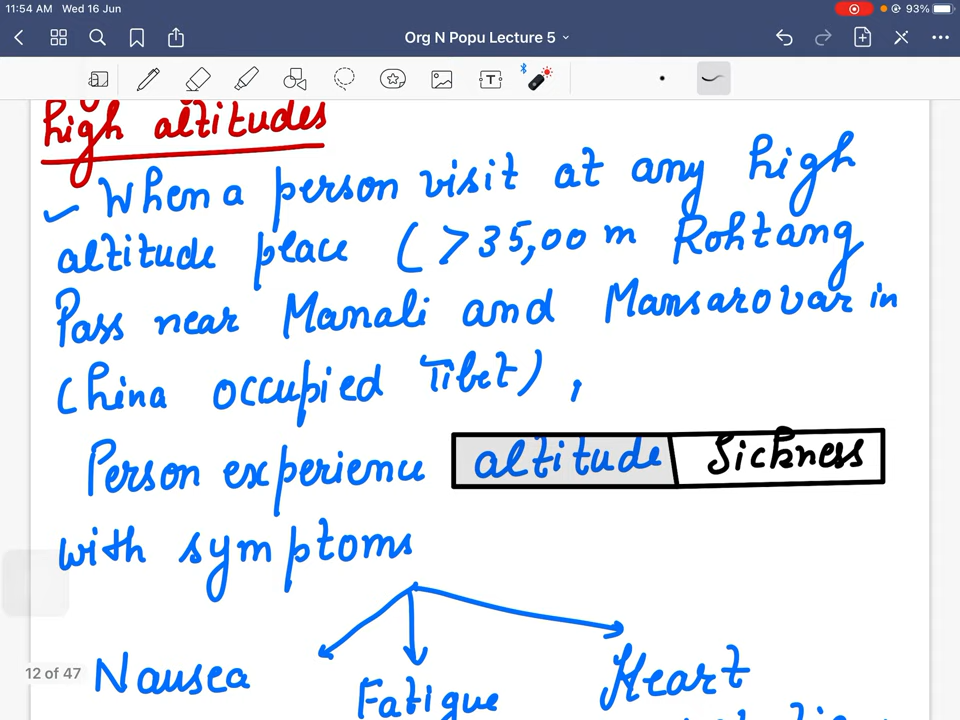 11:54 AM Wed 16 Jun
93%
Org N Popu Lecture 5
T
high altitudes
When a person visit at any high
altitude place (>35,00 m Rohtang
Pass near Manali and Mansarovar in
China occupied Tibet),
Person experience altitude Sickness
with symptoms
12 of 47
Nausea Fatigue Heart